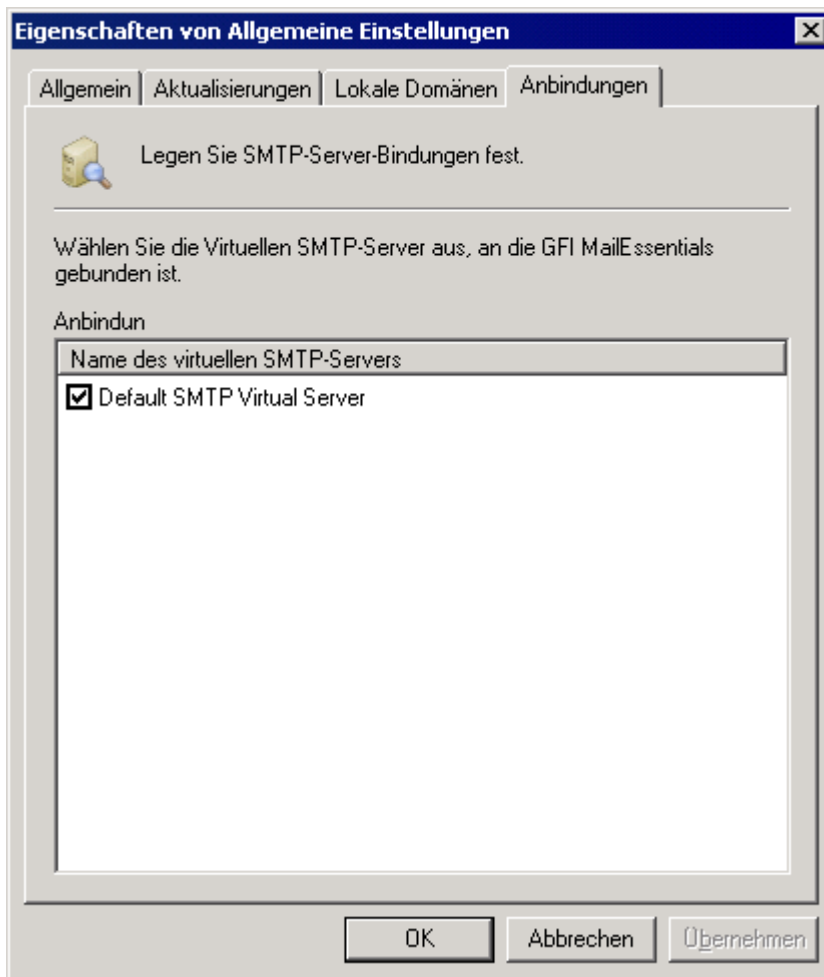 Eigenschaften von Allgemeine Einstellungen
Allgemein Aktualisierungen Lokale Domänen Anbindungen
Legen Sie SMTP-Server-Bindungen fest.
Wählen Sie die Virtuellen SMTP-Server aus, an die GFI MailEssentials
gebunden ist.
Anbindun
Name des virtuellen SMTP-Servers
Default SMTP Virtual Server
OK Abbrechen Übernehmen